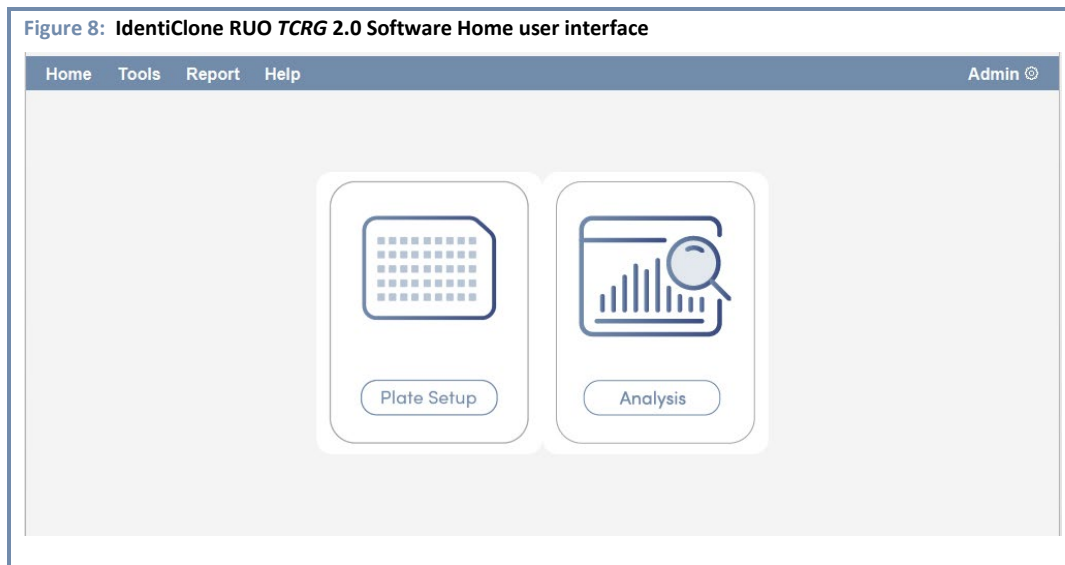 Figure 8: IdentiClone RUO TCRG 2.0 Software Home user interface
Home Tools Report Help Admin
Plate Setup Analysis